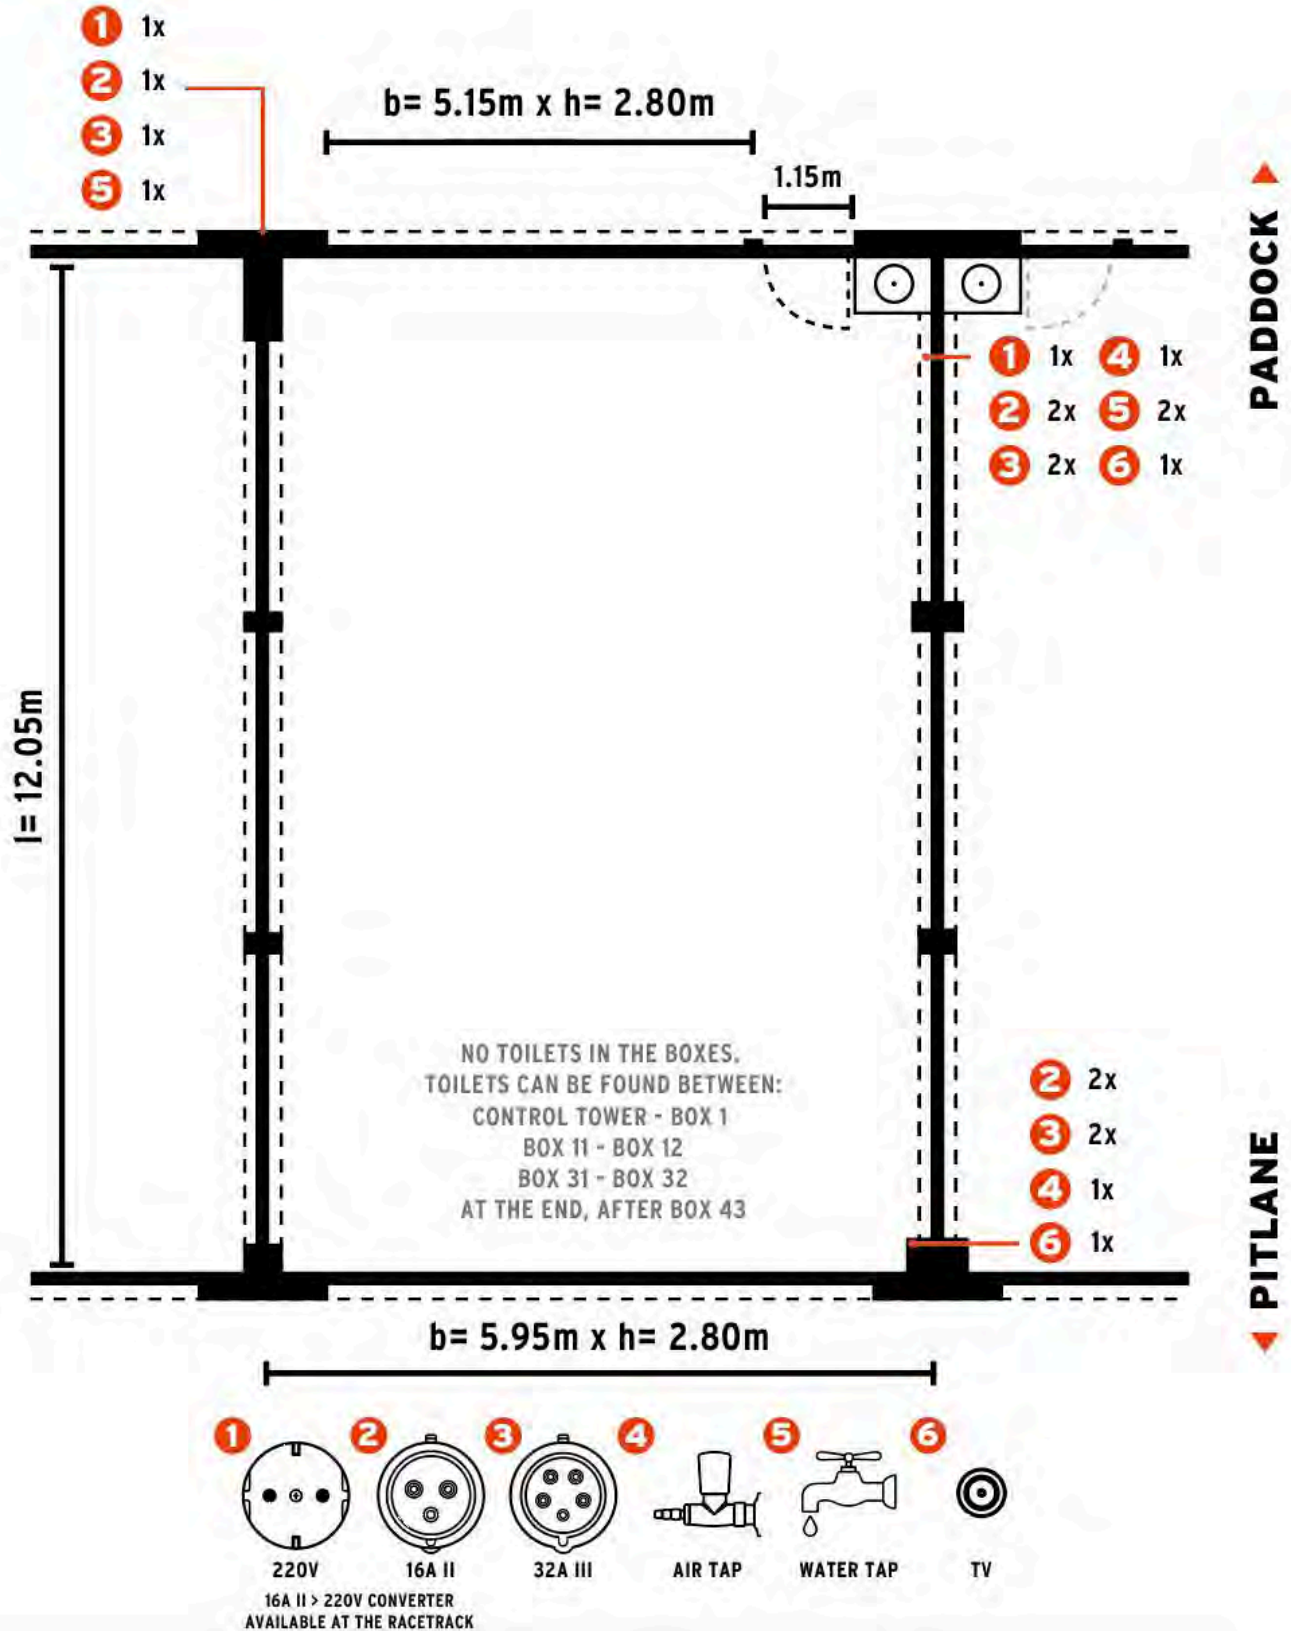 1 1x
2 1x
3 1x
5 1x
b= 5.15m x h= 2.80m
1.15m
PADDOCK
1 1x 4 1x
2 2x 5 2x
3 2x 6 1x
l= 12.05m
NO TOILETS IN THE BOXES.
TOILETS CAN BE FOUND BETWEEN:
CONTROL TOWER - BOX 1
BOX 11 - BOX 12
BOX 31 - BOX 32
AT THE END, AFTER BOX 43
2 2x
3 2x
4 1x
6 1x
PITLANE
b= 5.95m x h= 2.80m
1 2 3 4 5 6
220V 16A II 32A III AIR TAP WATER TAP TV
16A II > 220V CONVERTER
AVAILABLE AT THE RACETRACK